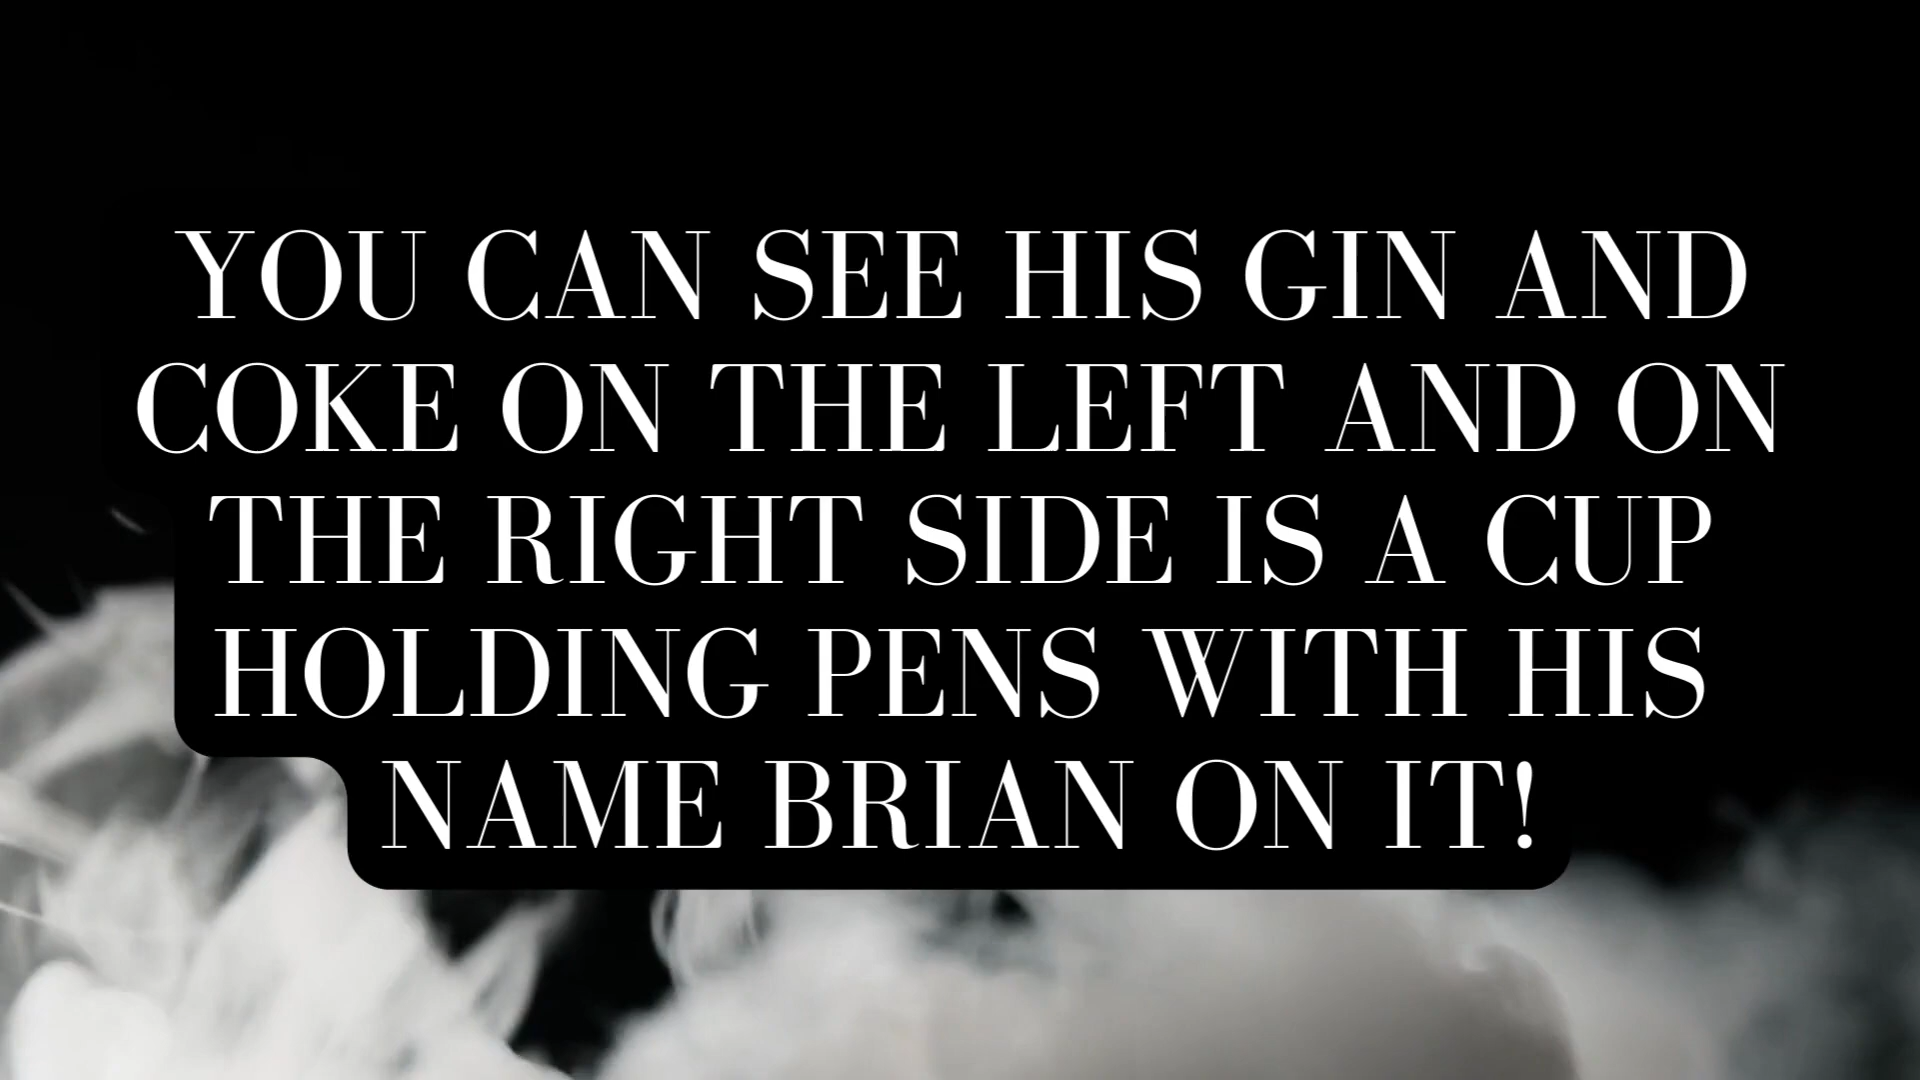 YOU CAN SEE HIS GIN AND
COKE ON THE LEFT AND ON
THE RIGHT SIDE IS A CUP
HOLDING PENS WITH HIS
NAME BRIAN ON IT!